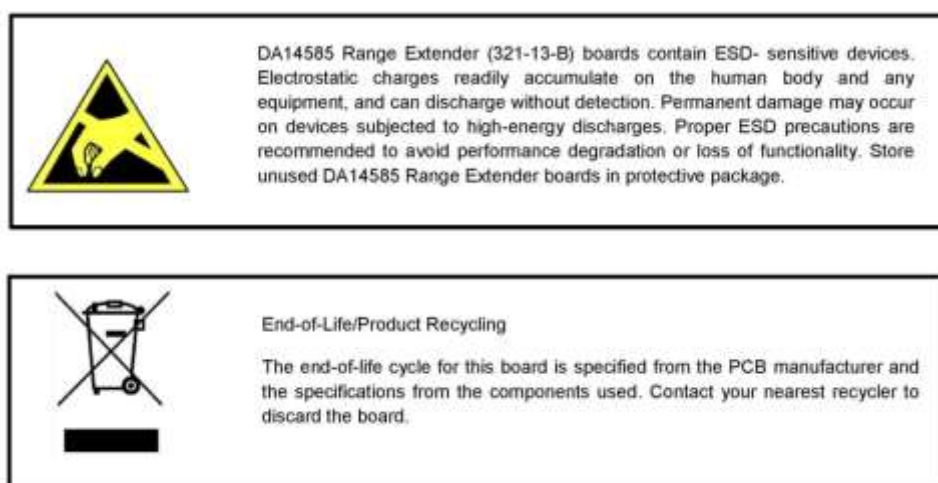 DA14585 Range Extender (321-13-B) boards contain ESD- sensitive devices.
Electrostatic charges readily accumulate on the human body and any
equipment, and can discharge without detection. Permanent damage may occur
on devices subjected to high-energy discharges. Proper ESD precautions are
recommended to avoid performance degradation or loss of functionality. Store
unused DA14585 Range Extender boards in protective package.
End-of-Life/Product Recycling
The end-of-life cycle for this board is specified from the PCB manufacturer and
the specifications from the components used. Contact your nearest recycler to
discard the board.